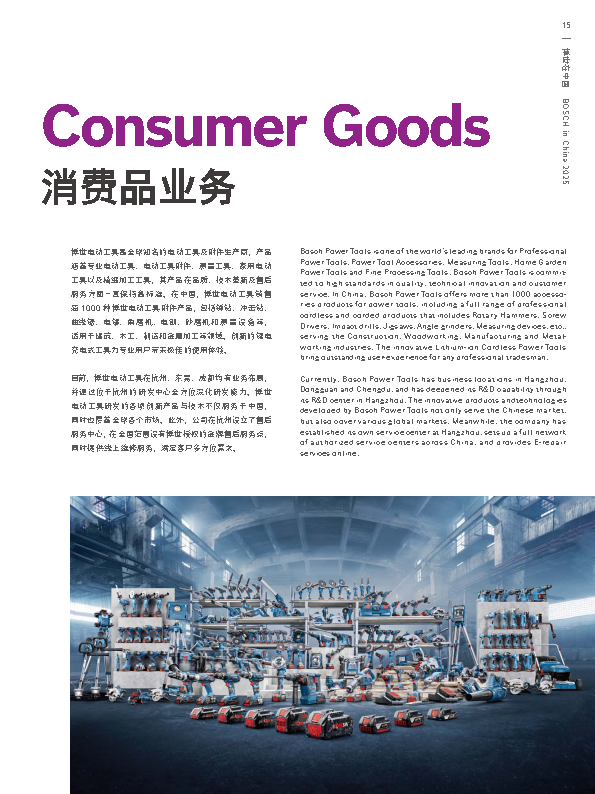 15
博世在中国 BOSCH in China 2025
Consumer Goods
消费品业务
博世电动工具是全球知名的电动工具及附件生产商，产品
涵盖专业电动工具、电动工具附件、测量工具、家用电动
工具以及精细加工工具，其产品在品质、技术革新及售后
服务方面一直保持高标准。在中国，博世电动工具销售
超 1000 种博世电动工具附件产品，包括锤钻、冲击钻、
曲线锯、电锤、角磨机、电刨、砂磨机和测量设备等，
适用于建筑、木工、制造和金属加工等领域。创新的锂电
充电式工具为专业用户带来极佳的使用体验。
目前，博世电动工具在杭州、东莞、成都均有业务布局，
并通过位于杭州的研发中心全方位深化研发能力。博世
电动工具研发的各项创新产品与技术不仅服务于中国，
同时也覆盖全球各个市场。此外，公司在杭州设立了售后
服务中心，在全国范围设有博世授权的品牌售后服务点，
同时提供线上维修服务，满足客户多方位需求。
Bosch Power Tools is one of the world's leading brands for Professional
Power Tools, Power Tool Accessories, Measuring Tools, Home Garden
Power Tools and Fine Processing Tools. Bosch Power Tools is commit-
ted to high standards in quality, technical innovation and customer
service. In China, Bosch Power Tools offers more than 1000 accesso-
ries products for power tools, including a full range of professional
cordless and corded products that includes Rotary Hammers, Screw
Drivers, Impact drills, Jigsaws, Angle grinders, Measuring devices, etc.,
serving the Construction, Woodworking, Manufacturing and Metal-
working industries. The innovative Lithium-ion Cordless Power Tools
bring outstanding user experience for any professional tradesman.
Currently, Bosch Power Tools has business locations in Hangzhou,
Dongguan and Chengdu, and has deepened its R&D capability through
its R&D center in Hangzhou. The innovative products and technologies
developed by Bosch Power Tools not only serve the Chinese market,
but also cover various global markets. Meanwhile, the company has
established its own service center at Hangzhou, sets up a full network
of authorized service centers across China, and provides E-repair
services online.